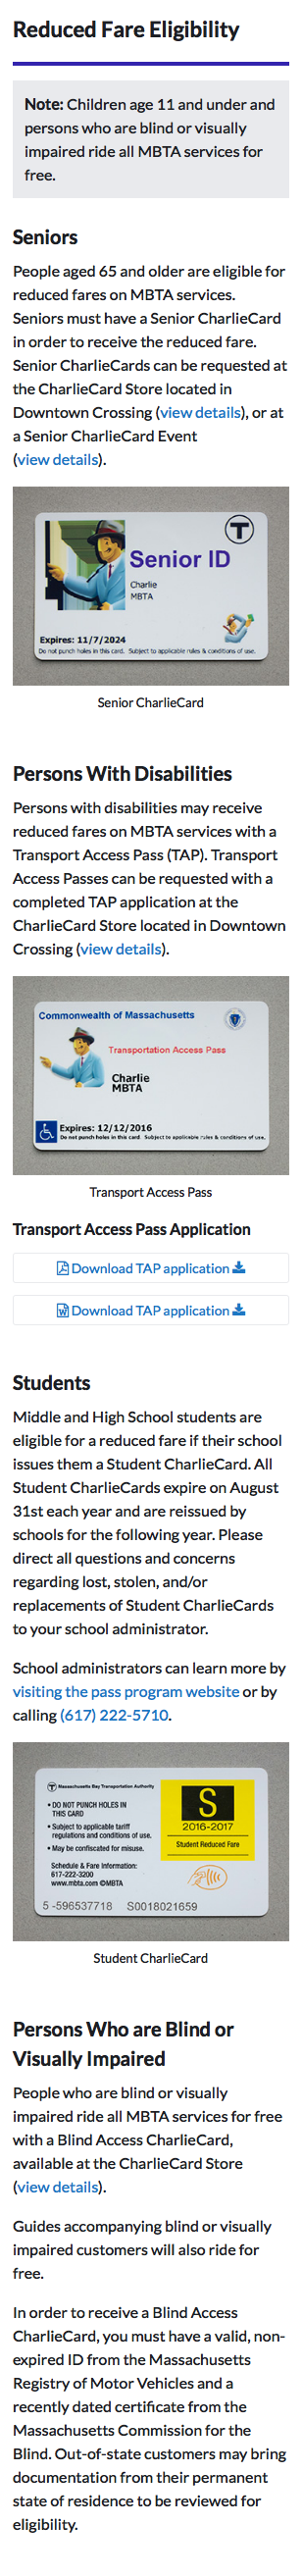 Reduced Fare Eligibility
Note: Children age 11 and under and
persons who are blind or visually
impaired ride all MBTA services for
free.
Seniors
People aged 65 and older are eligible for
reduced fares on MBTA services.
Seniors must have a Senior CharlieCard
in order to receive the reduced fare.
Senior CharlieCards can be requested at
the CharlieCard Store located in
Downtown Crossing (view details), or at
a Senior CharlieCard Event
(view details).
T
Senior ID
Charlie
MBTA
Expires: 11/7/2024
Do not punch holes in this card. Subject to applicable rules & conditions of use.
Senior CharlieCard
Persons With Disabilities
Persons with disabilities may receive
reduced fares on MBTA services with a
Transport Access Pass (TAP). Transport
Access Passes can be requested with a
completed TAP application at the
CharlieCard Store located in Downtown
Crossing (view details).
Commonwealth of Massachusetts
Transportation Access Pass
Charlie
MBTA
Expires: 12/12/2016
Do not punch holes in this card. Subject to applicable rules & conditions of use.
Transport Access Pass
Transport Access Pass Application
Download TAP application
Download TAP application
Students
Middle and High School students are
eligible for a reduced fare if their school
issues them a Student CharlieCard. All
Student CharlieCards expire on August
31st each year and are reissued by
schools for the following year. Please
direct all questions and concerns
regarding lost, stolen, and/or
replacements of Student CharlieCards
to your school administrator.
School administrators can learn more by
visiting the pass program website or by
calling (617) 222-5710.
T Massachusetts Bay Transportation Authority
• DO NOT PUNCH HOLES IN
THIS CARD
• Subject to applicable tariff
regulations and conditions of use.
• May be confiscated for misuse.
Schedule & Fare Information:
617-222-3200
www.mbta.com ©MBTA
5 -596537718 S0018021659
S
2016-2017
Student Reduced Fare
Student CharlieCard
Persons Who are Blind or
Visually Impaired
People who are blind or visually
impaired ride all MBTA services for free
with a Blind Access CharlieCard,
available at the CharlieCard Store
(view details).
Guides accompanying blind or visually
impaired customers will also ride for
free.
In order to receive a Blind Access
CharlieCard, you must have a valid, non-
expired ID from the Massachusetts
Registry of Motor Vehicles and a
recently dated certificate from the
Massachusetts Commission for the
Blind. Out-of-state customers may bring
documentation from their permanent
state of residence to be reviewed for
eligibility.